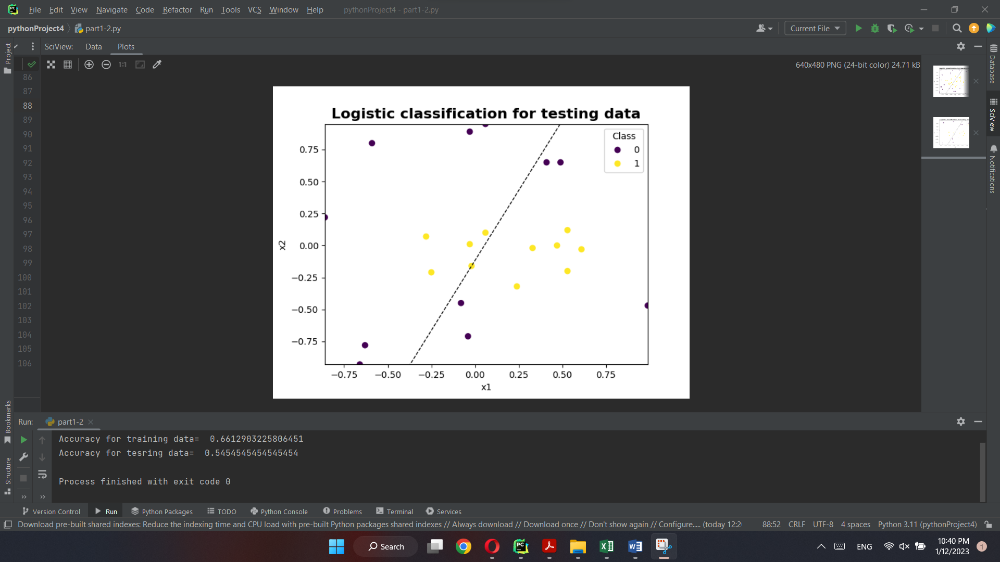 File Edit View Navigate Code Refactor Run Tools VCS Window Help pythonProject4 - part1-2.py
pythonProject4 part1-2.py Current File
Project
SciView: Data Plots
640x480 PNG (24-bit color) 24.71 kB
86
87
88
89
90
91
92
93
94
95
96
97
98
99
100
101
102
103
104
105
106
Logistic classification for testing data
Class
0
1
0.75
0.50
0.25
0.00
−0.25
−0.50
−0.75
x2
−0.75 −0.50 −0.25 0.00 0.25 0.50 0.75
x1
Database
SciView
Notifications
Bookmarks
Structure
Run: part1-2
Accuracy for training data= 0.6612903225806451
Accuracy for tesring data= 0.5454545454545454
Process finished with exit code 0
Version Control Run Python Packages TODO Python Console Problems Terminal Services
Download pre-built shared indexes: Reduce the indexing time and CPU load with pre-built Python packages shared indexes // Always download // Download once // Don't show again // Configure..... (today 12:2 88:52 CRLF UTF-8 4 spaces Python 3.11 (pythonProject4)
Search ENG 10:40 PM
1/12/2023 1